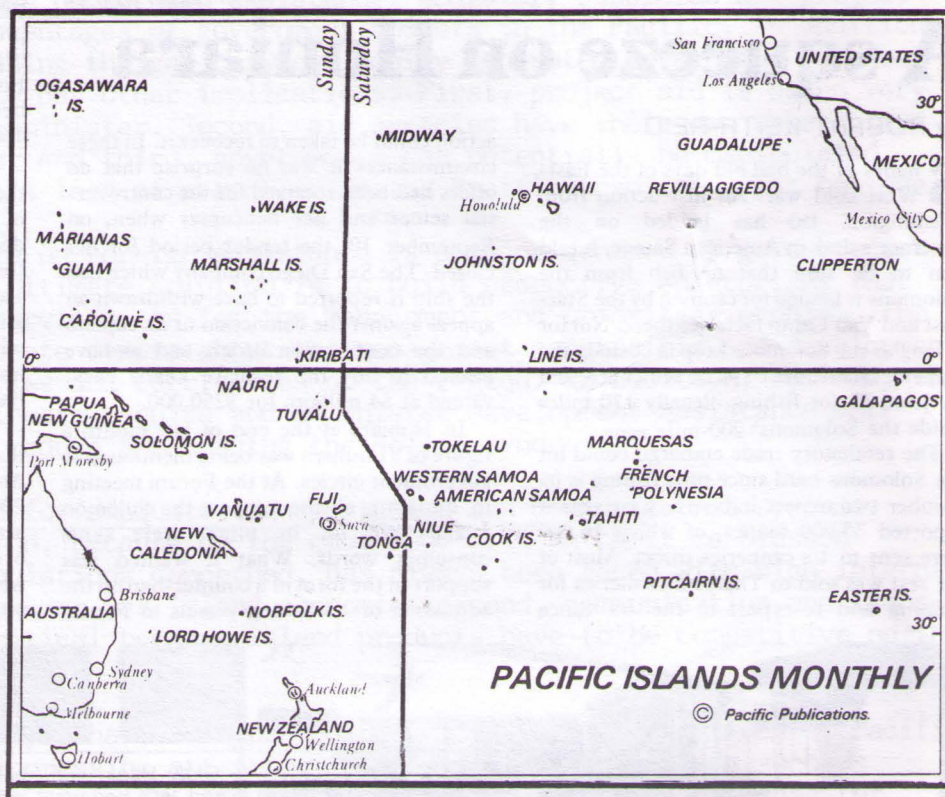 San Francisco
Los Angeles
UNITED STATES
Sunday
Saturday
OGASAWARA
IS.
30°
MIDWAY
GUADALUPE
MEXICO
HAWAII
Honolulu
REVILLAGIGEDO
WAKE IS.
Mexico City
MARIANAS
GUAM
MARSHALL IS.
JOHNSTON IS.
CLIPPERTON
CAROLINE IS.
0°
KIRIBATI
LINE IS.
0°
NAURU
GALAPAGOS
PAPUA
NEW GUINEA
TUVALU
SOLOMON IS.
TOKELAU
MARQUESAS
Port Moresby
WESTERN SAMOA
FRENCH
POLYNESIA
AMERICAN SAMOA
FIJI
VANUATU
Suva
TAHITI
NIUE
NEW
CALEDONIA
TONGA
COOK IS.
PITCAIRN IS.
Brisbane
AUSTRALIA
NORFOLK IS.
EASTER IS.
30°
LORD HOWE IS.
Sydney
Canberra
Auckland
PACIFIC ISLANDS MONTHLY
Melbourne
© Pacific Publications.
NEW ZEALAND
Wellington
Hobart
Christchurch